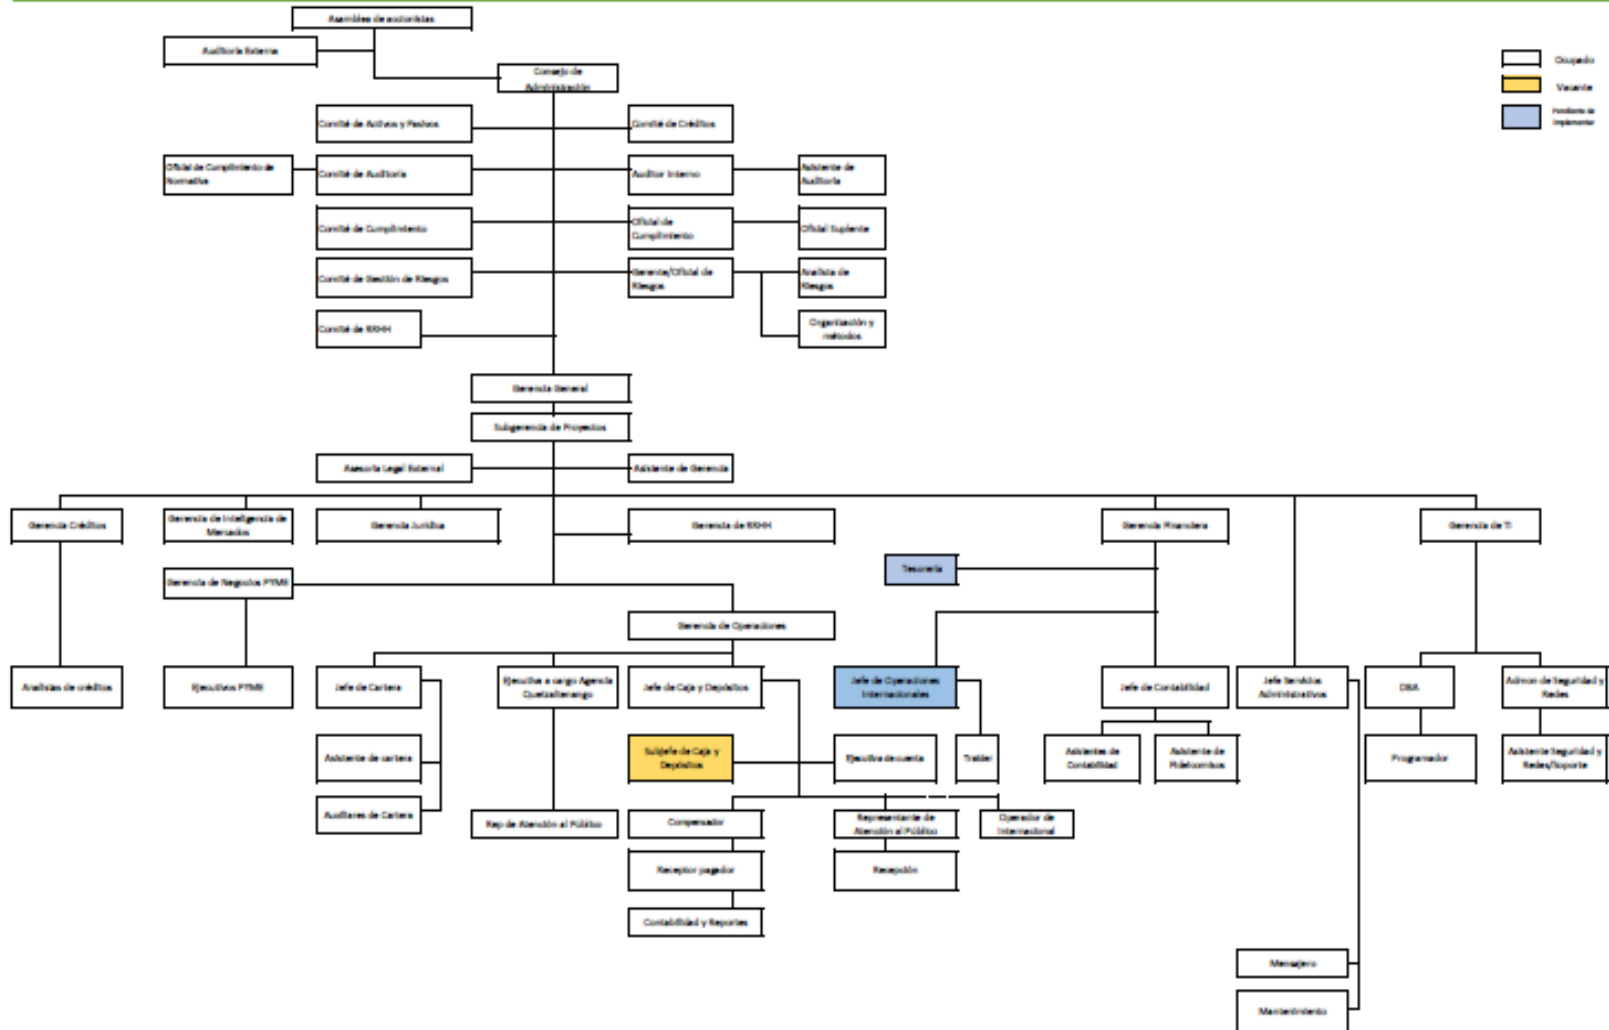 Asamblea de accionistas
Auditoría Externa
Consejo de
Administración
Ocupado
Vacante
Pendiente de
Implementar
Comité de Activos y Pasivos
Comité de Créditos
Oficial de Cumplimiento de
Normativa
Comité de Auditoría
Auditor Interno
Asistente de
Auditoría
Comité de Cumplimiento
Oficial de
Cumplimiento
Oficial Suplente
Comité de Gestión de Riesgos
Gerente/Oficial de
Riesgos
Analista de
Riesgos
Comité de RRHH
Organización y
métodos
Gerencia General
Subgerencia de Proyectos
Asesoría Legal External
Asistente de Gerencia
Gerencia Créditos
Gerencia de Inteligencia de
Mercados
Gerencia Jurídica
Gerencia de RRHH
Gerencia Financiera
Gerencia de TI
Tesorería
Gerencia de Negocios PYME
Gerencia de Operaciones
Analistas de créditos
Ejecutivos PYME
Jefe de Cartera
Ejecutiva a cargo Agencia
Quetzaltenango
Jefe de Caja y Depósitos
Jefe de Operaciones
Internacionales
Jefe de Contabilidad
Jefe Servicios
Administrativos
DBA
Admon de Seguridad y
Redes
Asistente de cartera
Subjefe de Caja y
Depósitos
Ejecutiva de cuenta
Trader
Asistentes de
Contabilidad
Asistente de
Fideicomisos
Programador
Asistente Seguridad y
Redes/Soporte
Auxiliares de Cartera
Rep de Atención al Público
Compensador
Representante de
Atención al Público
Operador de
Internacional
Receptor pagador
Recepción
Contabilidad y Reportes
Mensajero
Mantenimiento